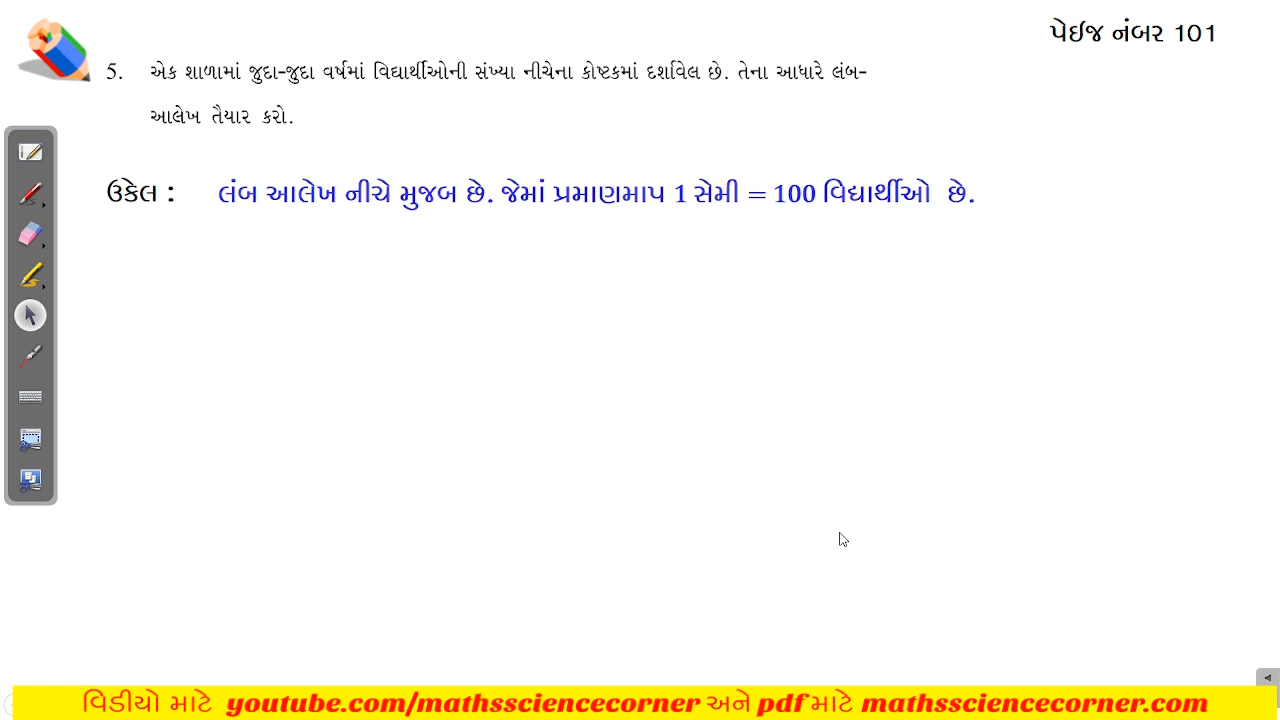 પેઈજ નંબર 101
5. એક શાળામાં જુદા-જુદા વર્ષમાં વિદ્યાર્થીઓની સંખ્યા નીચેના કોષ્ટકમાં દર્શાવેલ છે. તેના આધારે લંબ-
આલેખ તૈયાર કરો.
ઉકેલ : લંબ આલેખ નીચે મુજબ છે. જેમાં પ્રમાણમાપ 1 સેમી = 100 વિદ્યાર્થીઓ છે.
વિડીયો માટે youtube.com/mathssciencecorner અને pdf માટે mathssciencecorner.com